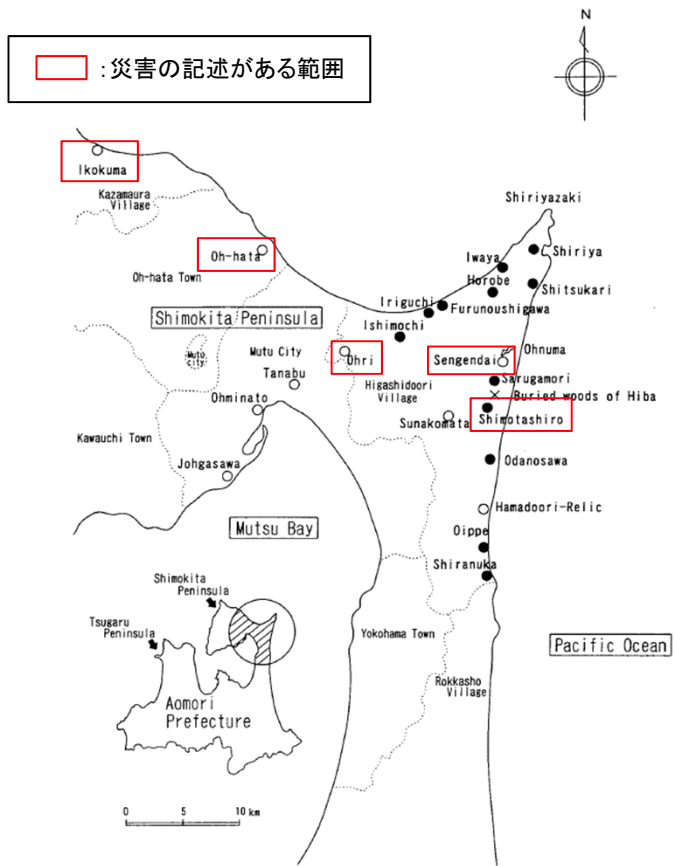 N
:災害の記述がある範囲
Ikokuma
Kazamaura
Village
Shiriyazaki
Oh-hata
Iwaya
Shiriya
Oh-hata Town
Horobe
Shitsukari
Iriguchi
Furunoushigawa
Shimokita Peninsula
Ishimochi
Muto
city
Mutu City
Ohri
Sengendai
Ohnuma
Tanabu
Higashidoori
Village
Sarugamori
Buried woods of Hiba
Ohminato
Sunakomata
Shimotashiro
Kawauchi Town
Johgasawa
Odanosawa
Hamadoori-Relic
Mutsu Bay
Oippe
Shiranuka
Shimokita
Peninsula
Tsugaru
Peninsula
Yokohama Town
Pacific Ocean
Rokkasho
Village
Aomori
Prefecture
0 5 10 km